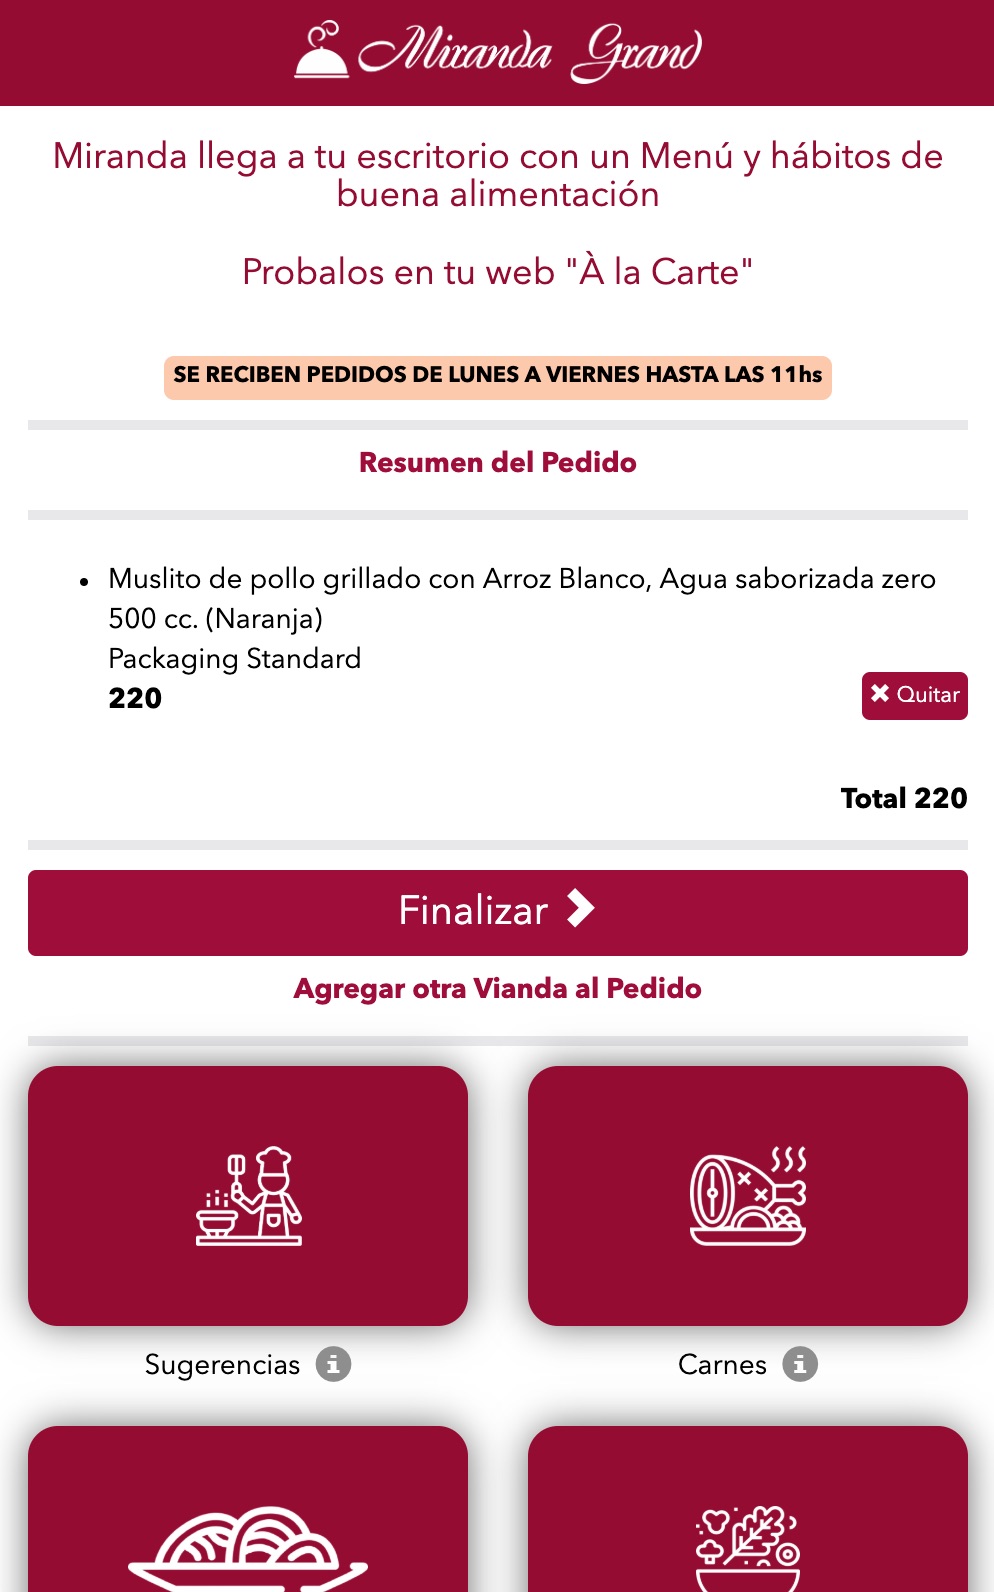 Miranda Grand
Miranda llega a tu escritorio con un Menú y hábitos de
buena alimentación
Probalos en tu web "À la Carte"
SE RECIBEN PEDIDOS DE LUNES A VIERNES HASTA LAS 11hs
Resumen del Pedido
• Muslito de pollo grillado con Arroz Blanco, Agua saborizada zero
500 cc. (Naranja)
Packaging Standard
220
✖ Quitar
Total 220
Finalizar
Agregar otra Vianda al Pedido
Sugerencias i
Carnes i